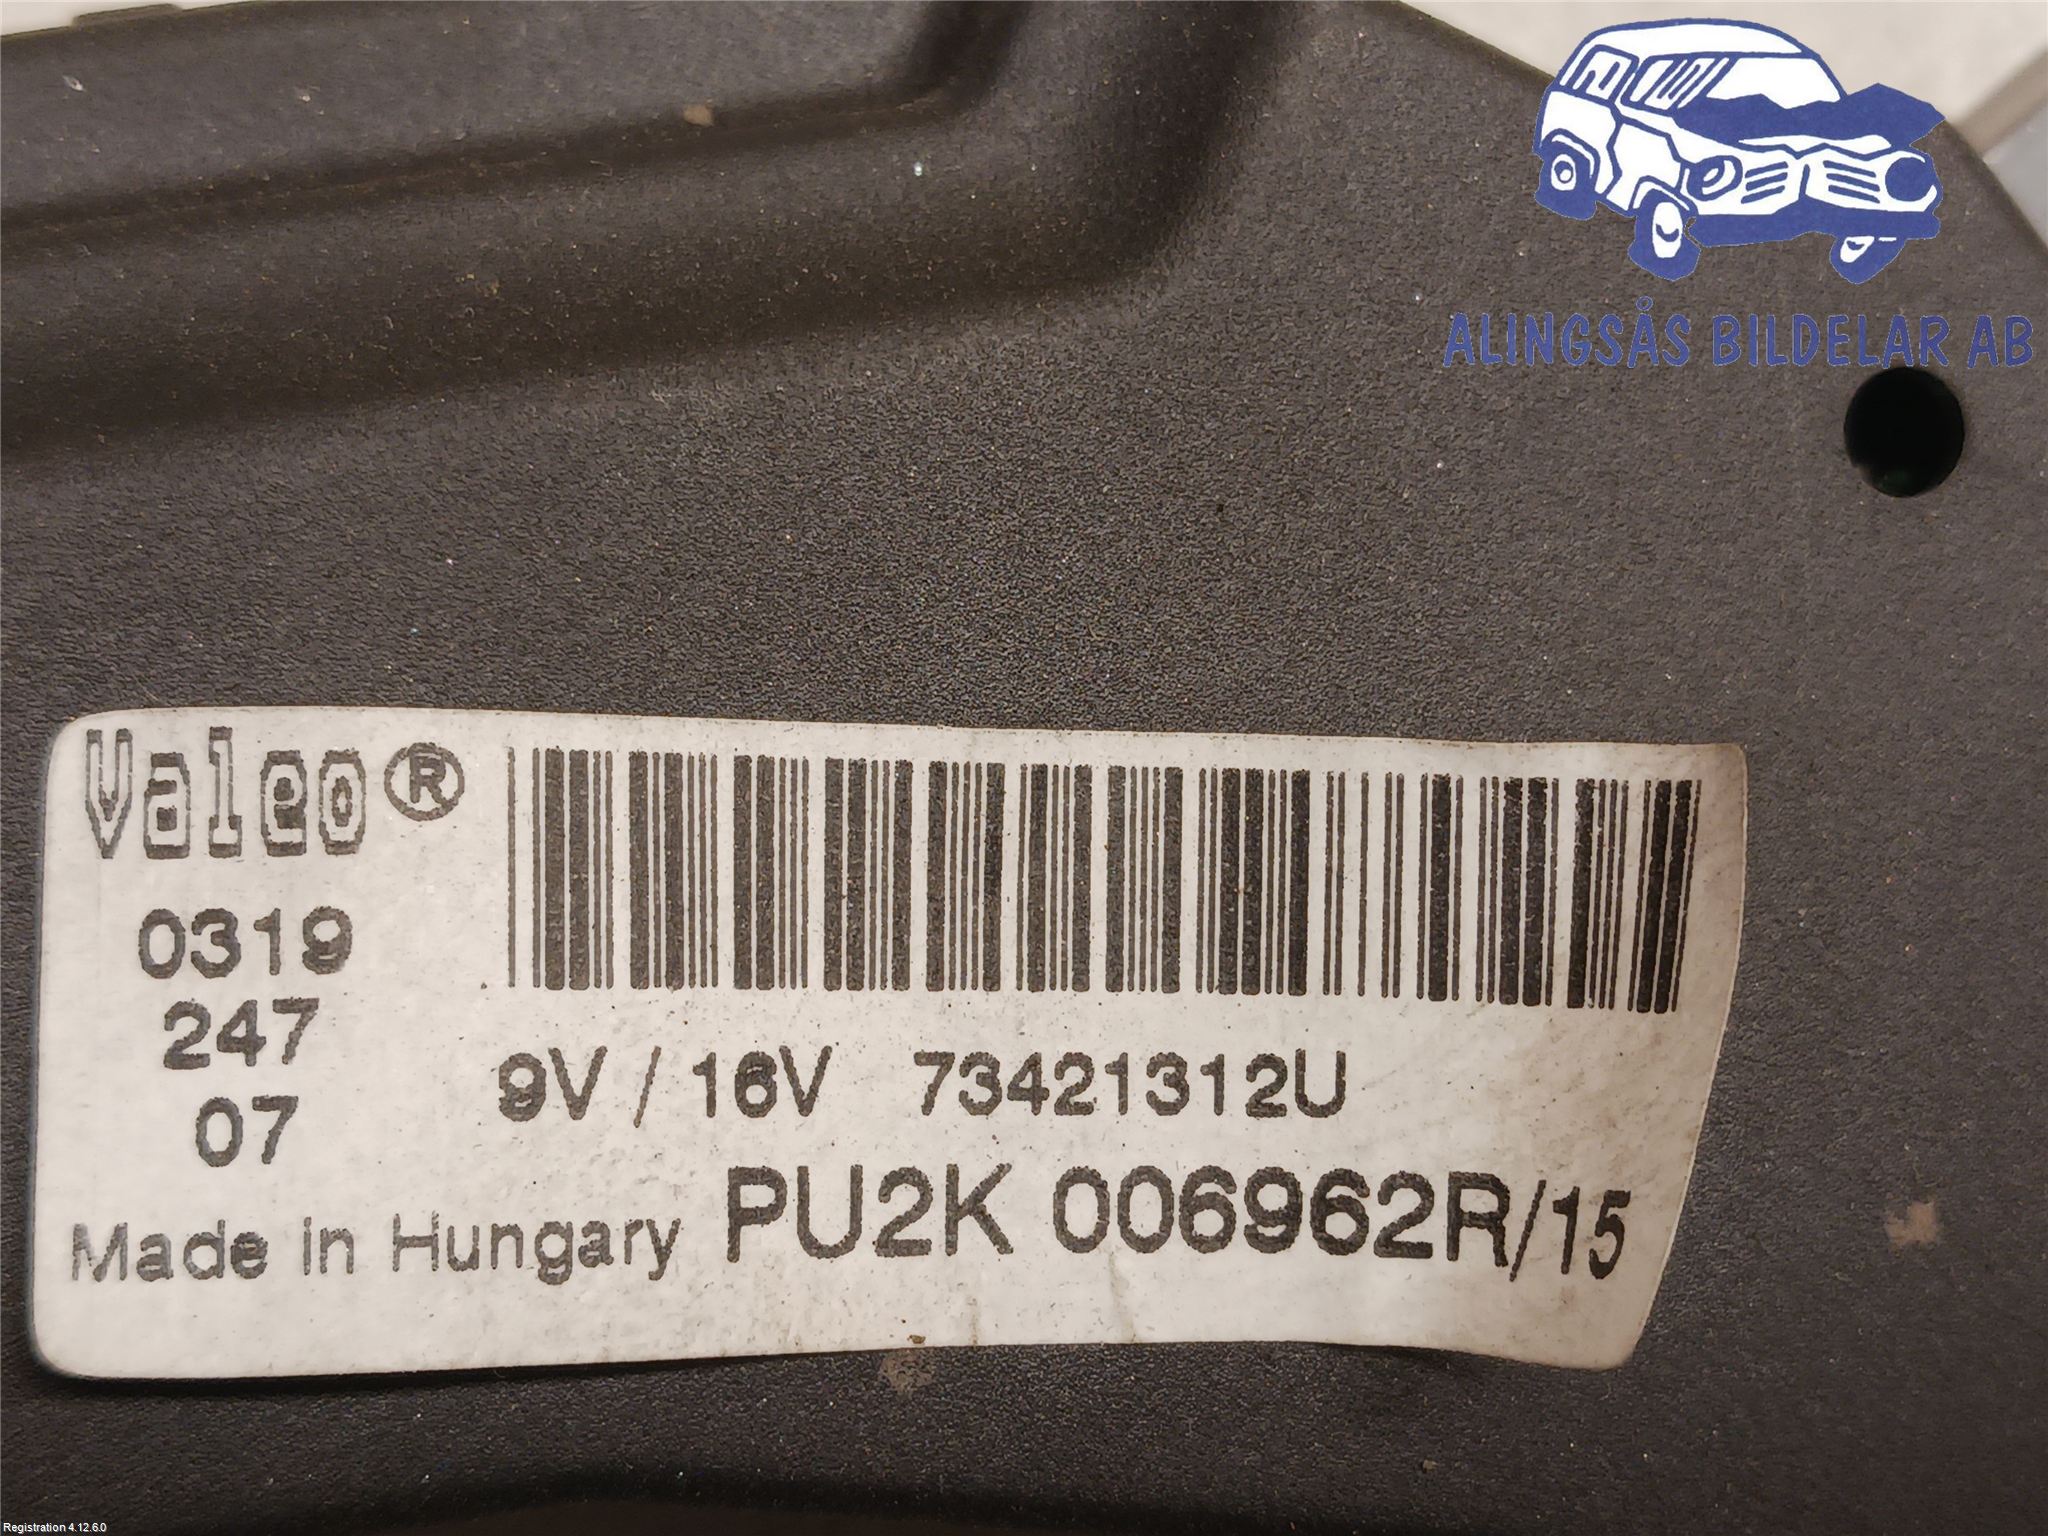 ALINGSÅS BILDELAR AB
Valeo®
0319
247
07
9V / 16V 73421312U
Made in Hungary PU2K 006962R/15
Registration 4.12.6.0